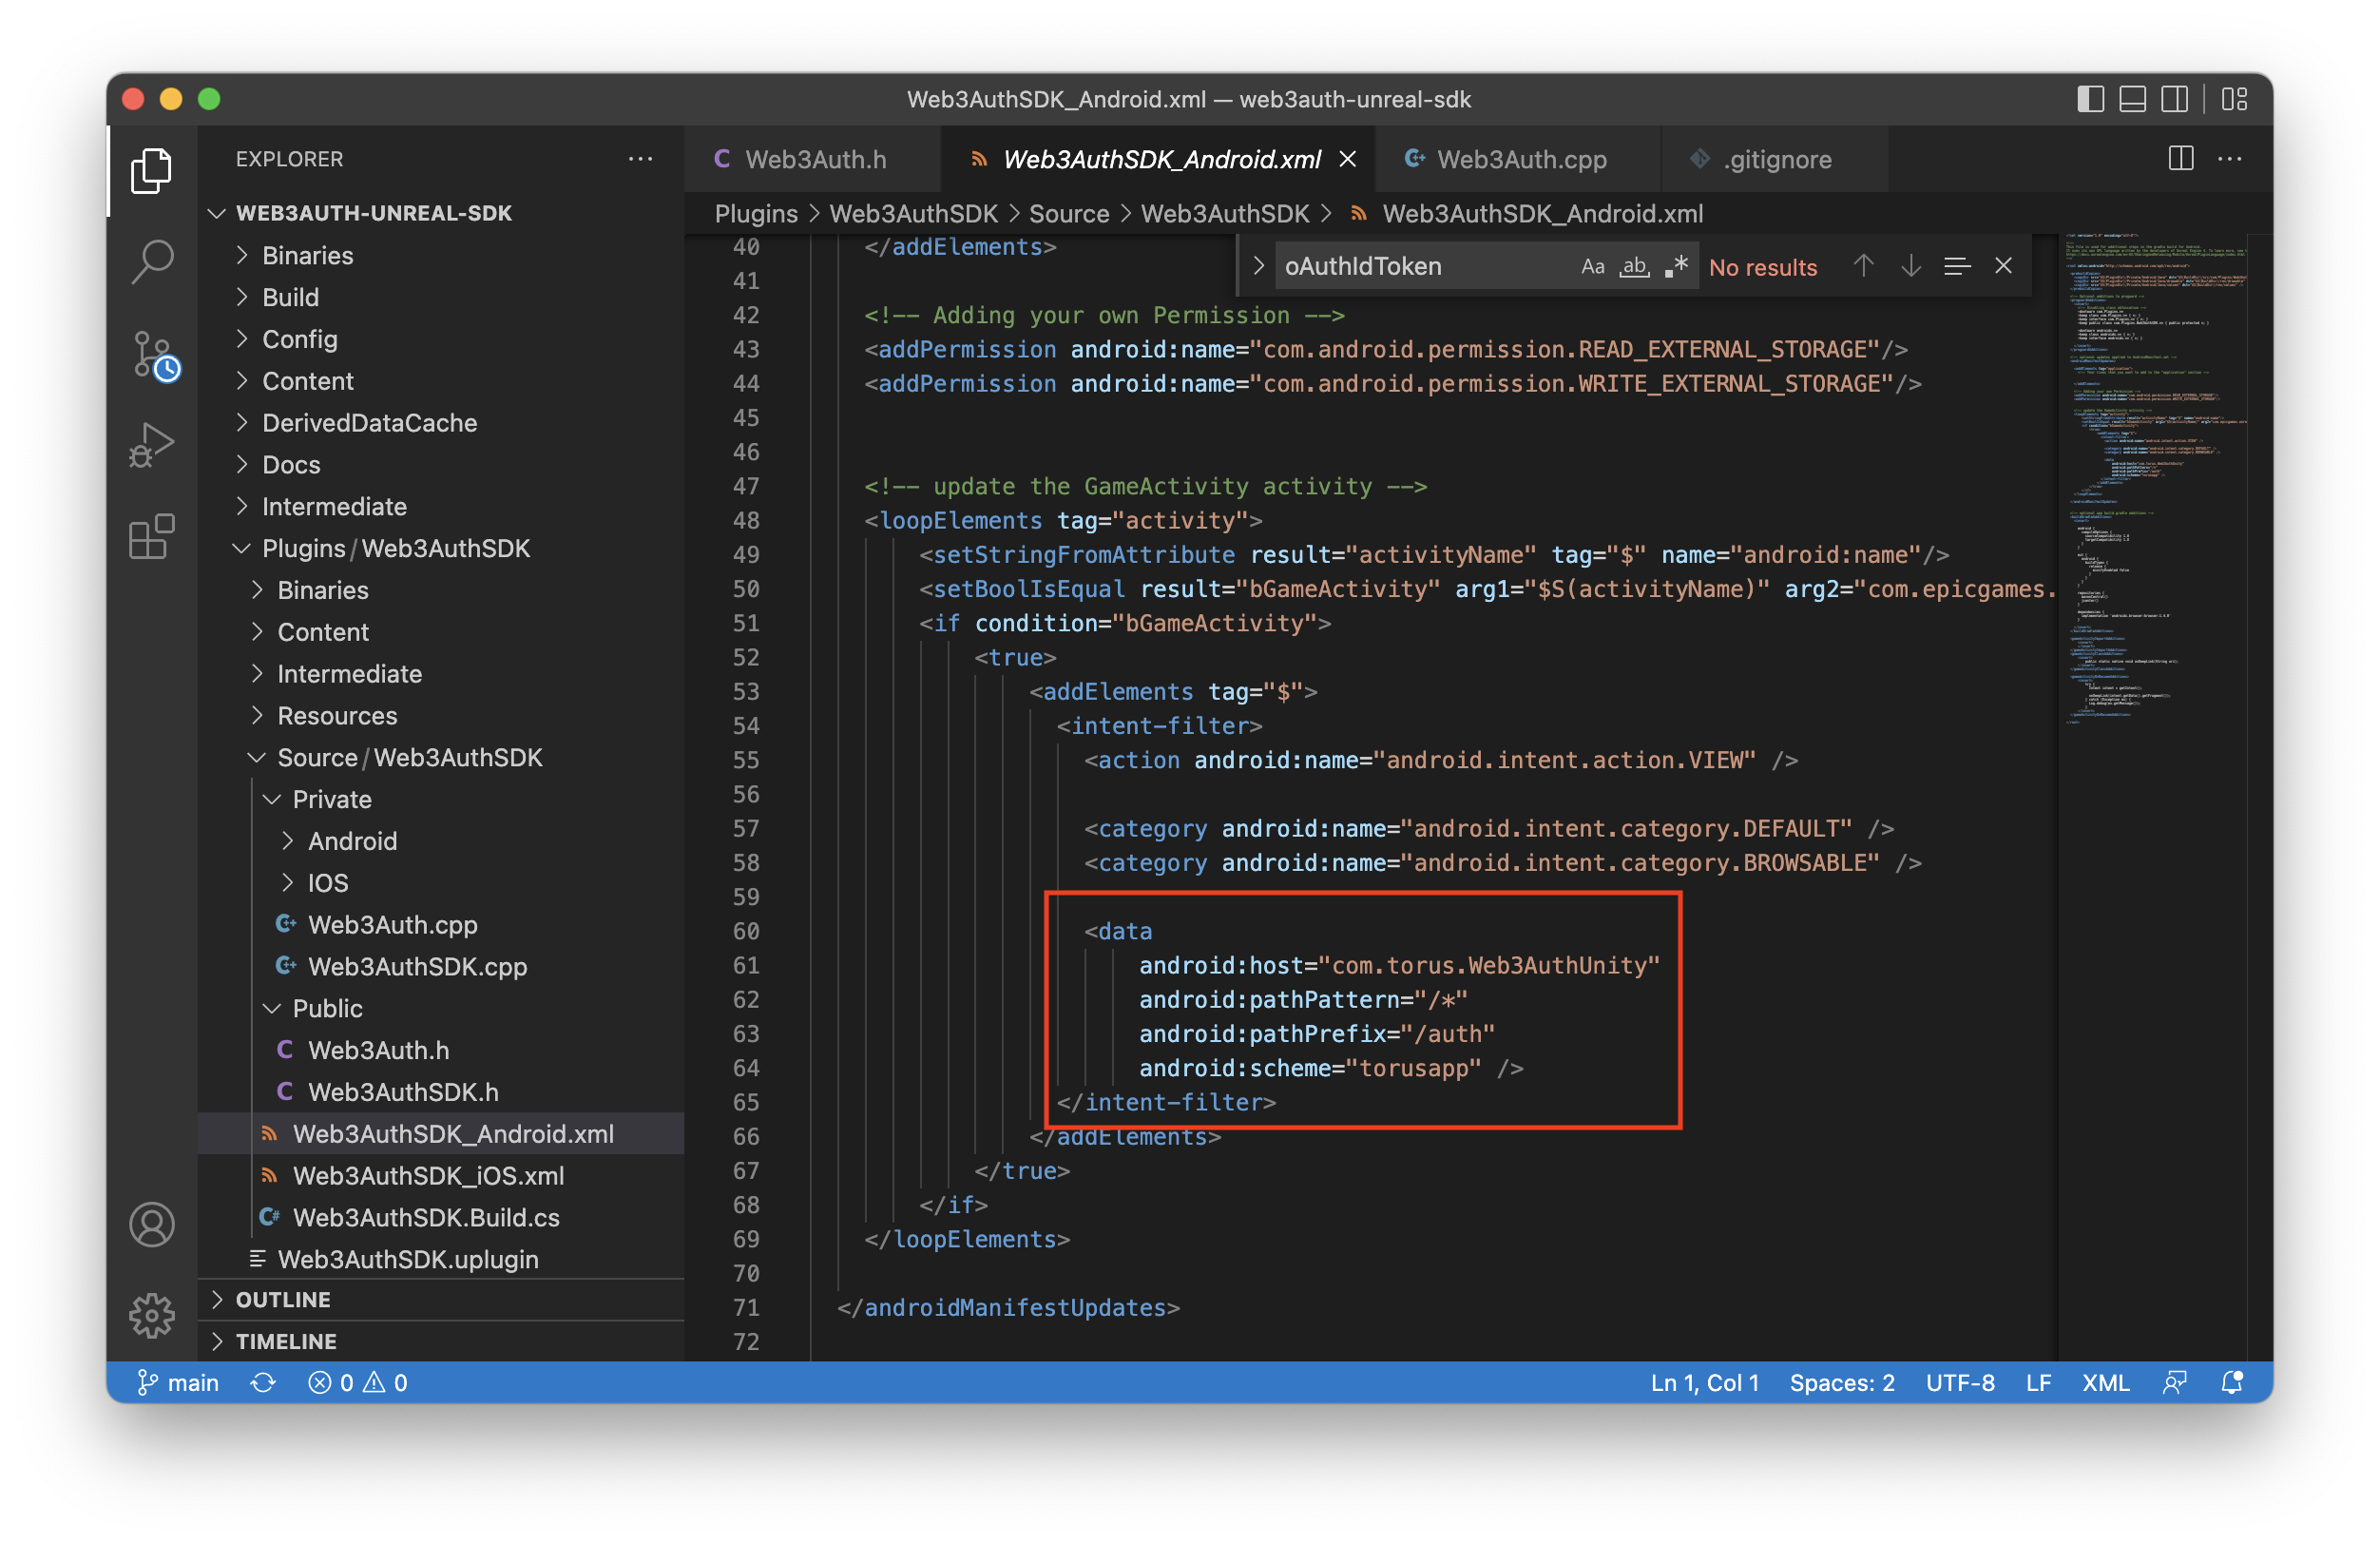 Web3AuthSDK_Android.xml — web3auth-unreal-sdk
EXPLORER
WEB3AUTH-UNREAL-SDK
Binaries
Build
Config
Content
DerivedDataCache
Docs
Intermediate
Plugins/Web3AuthSDK
Binaries
Content
Intermediate
Resources
Source/Web3AuthSDK
Private
Android
IOS
Web3Auth.cpp
Web3AuthSDK.cpp
Public
Web3Auth.h
Web3AuthSDK.h
Web3AuthSDK_Android.xml
Web3AuthSDK_iOS.xml
Web3AuthSDK.Build.cs
Web3AuthSDK.uplugin
OUTLINE
TIMELINE
Web3Auth.h
Web3AuthSDK_Android.xml
Web3Auth.cpp
.gitignore
Plugins > Web3AuthSDK > Source > Web3AuthSDK > Web3AuthSDK_Android.xml
oAuthIdToken Aa ab .* No results
40 </addElements>
41
42 <!-- Adding your own Permission -->
43 <addPermission android:name="com.android.permission.READ_EXTERNAL_STORAGE"/>
44 <addPermission android:name="com.android.permission.WRITE_EXTERNAL_STORAGE"/>
45
46
47 <!-- update the GameActivity activity -->
48 <loopElements tag="activity">
49 <setStringFromAttribute result="activityName" tag="$" name="android:name"/>
50 <setBoolIsEqual result="bGameActivity" arg1="$S(activityName)" arg2="com.epicgames.
51 <if condition="bGameActivity">
52 <true>
53 <addElements tag="$">
54 <intent-filter>
55 <action android:name="android.intent.action.VIEW" />
56
57 <category android:name="android.intent.category.DEFAULT" />
58 <category android:name="android.intent.category.BROWSABLE" />
59
60 <data
61 android:host="com.torus.Web3AuthUnity"
62 android:pathPattern="/*"
63 android:pathPrefix="/auth"
64 android:scheme="torusapp" />
65 </intent-filter>
66 </addElements>
67 </true>
68 </if>
69 </loopElements>
70
71 </androidManifestUpdates>
72
main 0 0 Ln 1, Col 1 Spaces: 2 UTF-8 LF XML